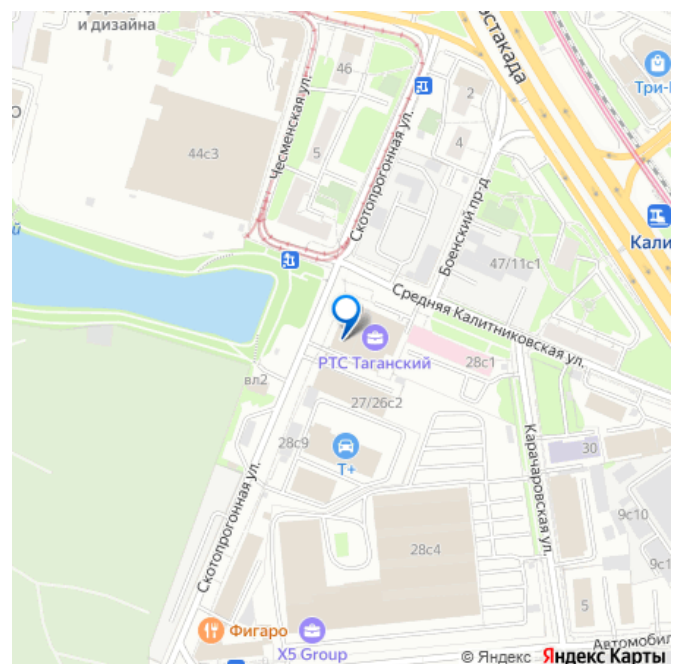 и дизайна
Чесменская ул.
46
5
44с3
Скотопрогонная ул.
2
4
Боенский пр-д
47/11с1
Средняя Калитниковская ул.
РТС Таганский
28с1
вл2
27/26с2
28с9
Т+
Скотопрогонная ул.
Карачаровская ул.
30
9с10
28с4
5
Фигаро
X5 Group
© Яндекс Яндекс Карты